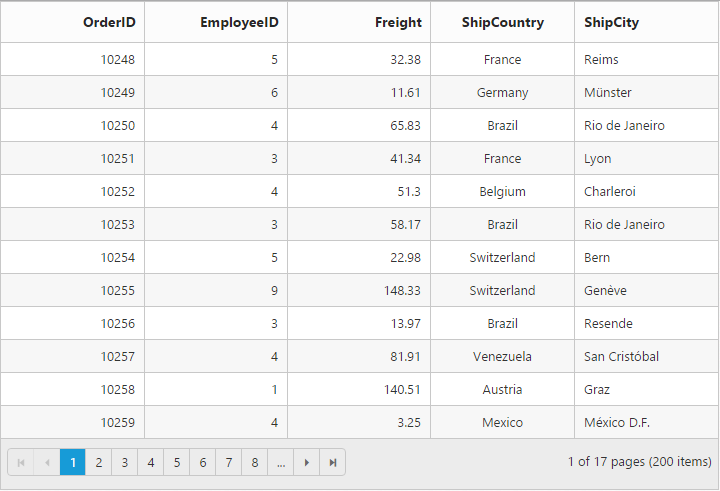 OrderID EmployeeID Freight ShipCountry ShipCity
10248 5 32.38 France Reims
10249 6 11.61 Germany Münster
10250 4 65.83 Brazil Rio de Janeiro
10251 3 41.34 France Lyon
10252 4 51.3 Belgium Charleroi
10253 3 58.17 Brazil Rio de Janeiro
10254 5 22.98 Switzerland Bern
10255 9 148.33 Switzerland Genève
10256 3 13.97 Brazil Resende
10257 4 81.91 Venezuela San Cristóbal
10258 1 140.51 Austria Graz
10259 4 3.25 Mexico México D.F.
1 2 3 4 5 6 7 8 ... 1 of 17 pages (200 items)